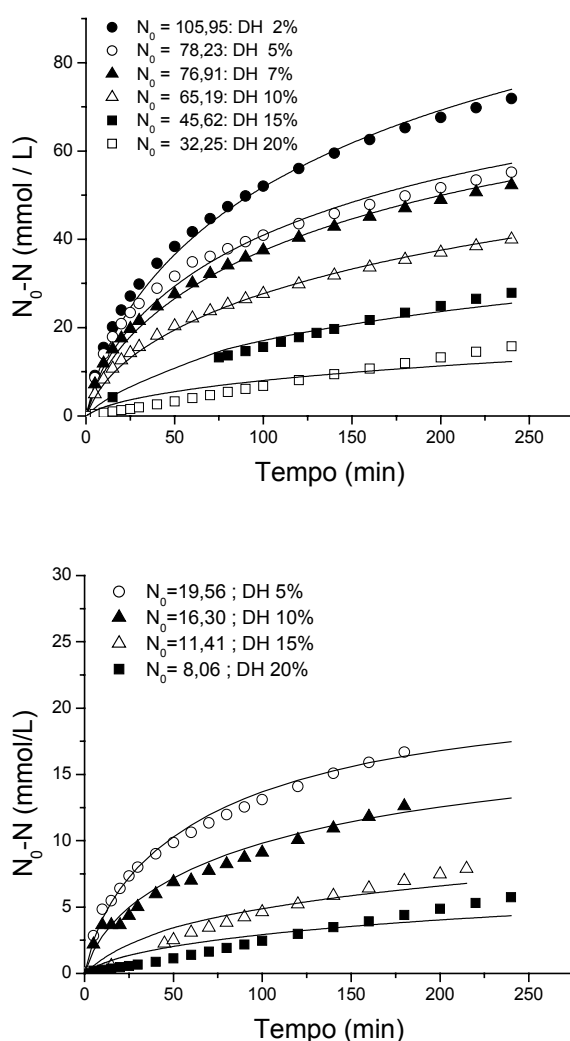 N0 = 105,95: DH 2%
N0 = 78,23: DH 5%
N0 = 76,91: DH 7%
N0 = 65,19: DH 10%
N0 = 45,62: DH 15%
N0 = 32,25: DH 20%
80
60
40
20
0
N0-N (mmol / L)
0 50 100 150 200 250
Tempo (min)
30
25
20
15
10
5
0
N0-N (mmol/L)
N0=19,56 ; DH 5%
N0=16,30 ; DH 10%
N0=11,41 ; DH 15%
N0=8,06 ; DH 20%
0 50 100 150 200 250
Tempo (min)